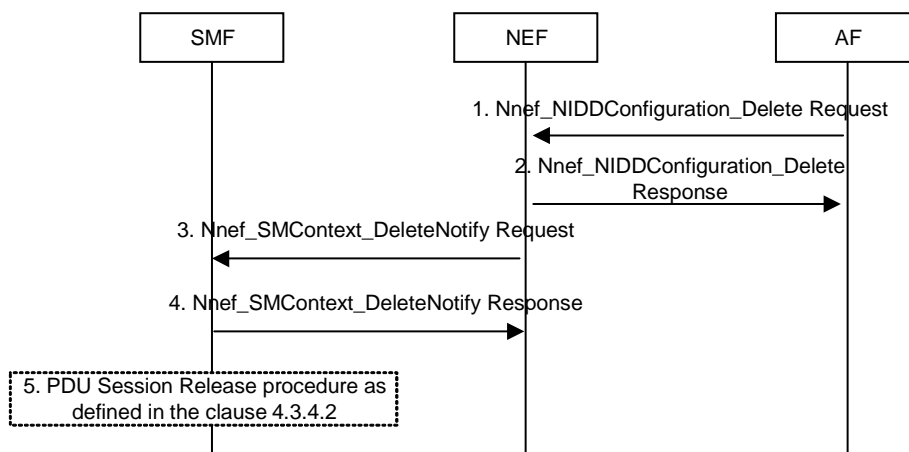 SMF
NEF
AF
1. Nnef_NIDDConfiguration_Delete Request
2. Nnef_NIDDConfiguration_Delete
Response
3. Nnef_SMContext_DeleteNotify Request
4. Nnef_SMContext_DeleteNotify Response
5. PDU Session Release procedure as
defined in the clause 4.3.4.2